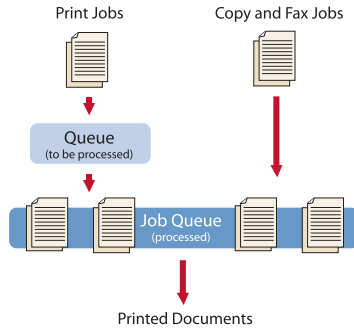 Print Jobs
Copy and Fax Jobs
Queue
(to be processed)
Job Queue
(processed)
Printed Documents